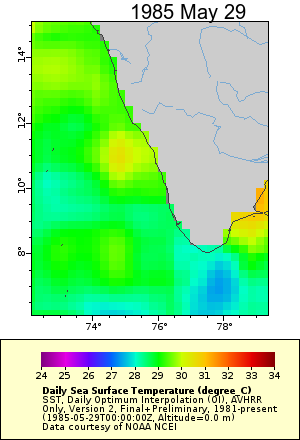 1985 May 29
14°
12°
10°
8°
74°
76°
78°
24 25 26 27 28 29 30 31 32 33 34
Daily Sea Surface Temperature (degree_C)
SST, Daily Optimum Interpolation (OI), AVHRR
Only, Version 2, Final+Preliminary, 1981-present
(1985-05-29T00:00:00Z, Altitude=0.0 m)
Data courtesy of NOAA NCEI